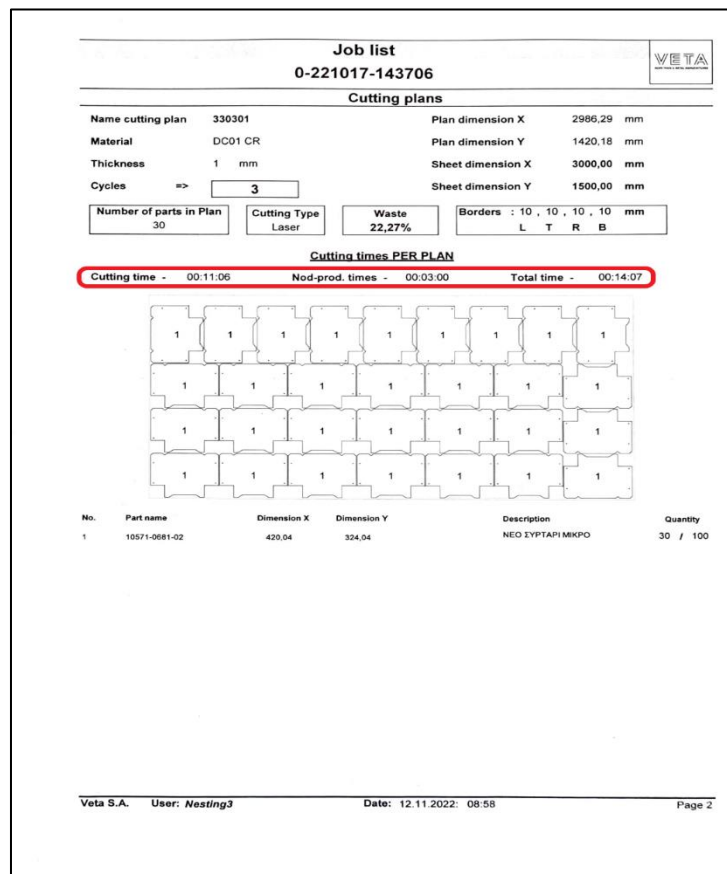 Job list
0-221017-143706
VETA
Cutting plans
Name cutting plan 330301 Plan dimension X 2986,29 mm
Material DC01 CR Plan dimension Y 1420,18 mm
Thickness 1 mm Sheet dimension X 3000,00 mm
Cycles => 3 Sheet dimension Y 1500,00 mm
Number of parts in Plan Cutting Type Waste Borders : 10 , 10 , 10 , 10 mm
30 Laser 22,27% L T R B
Cutting times PER PLAN
Cutting time - 00:11:06 Nod-prod. times - 00:03:00 Total time - 00:14:07
1 1 1 1 1 1 1 1 1
1 1 1 1 1 1 1
1 1 1 1 1 1 1
1 1 1 1 1 1 1
No. Part name Dimension X Dimension Y Description Quantity
1 10571-0681-02 420,04 324,04 ΝΕΟ ΣΥΡΤΑΡΙ ΜΙΚΡΟ 30 / 100
Veta S.A. User: Nesting3 Date: 12.11.2022: 08:58 Page 2